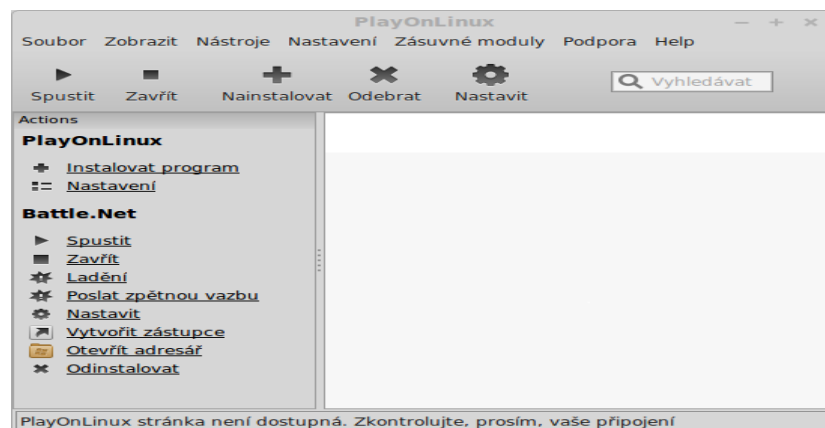 PlayOnLinux
Soubor Zobrazit Nástroje Nastavení Zásuvné moduly Podpora Help
Spustit Zavřít Nainstalovat Odebrat Nastavit Vyhledávat
Actions
PlayOnLinux
Instalovat program
Nastavení
Battle.Net
Spustit
Zavřít
Ladění
Poslat zpětnou vazbu
Nastavit
Vytvořit zástupce
Otevřít adresář
Odinstalovat
PlayOnLinux stránka není dostupná. Zkontrolujte, prosím, vaše připojení